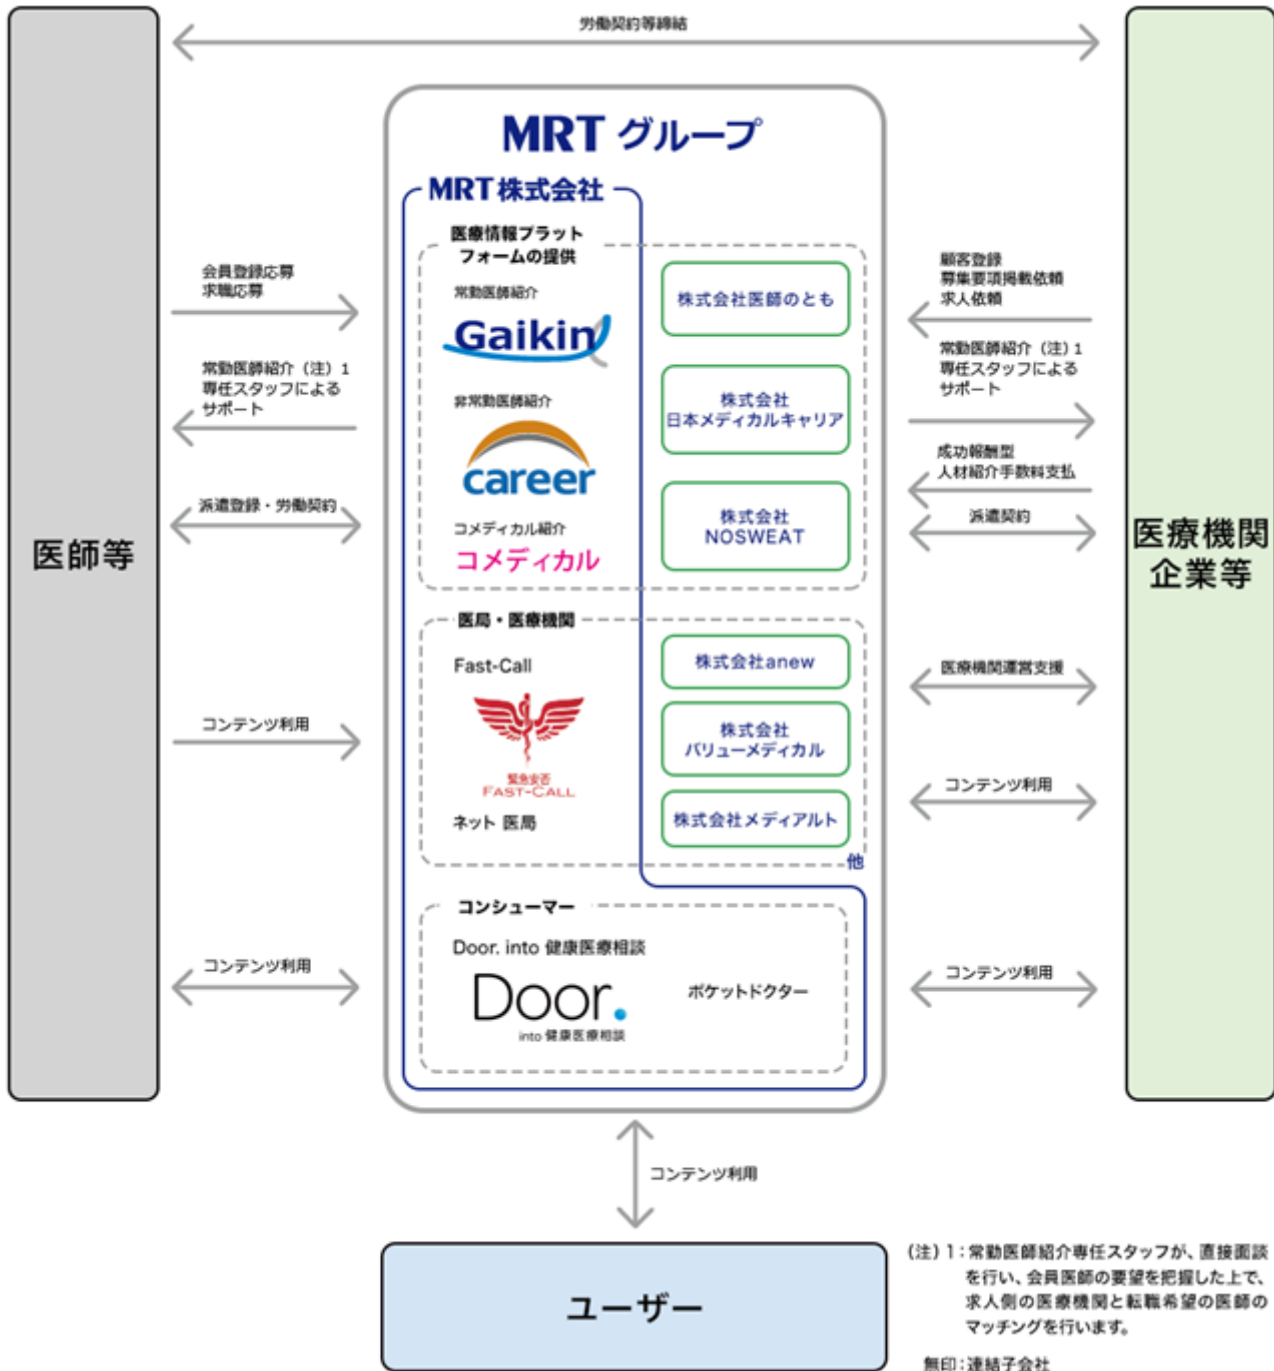 労働契約等締結
MRT グループ
MRT 株式会社
医療情報プラット
フォームの提供
常勤医師紹介
Gaikin
非常勤医師紹介
career
コメディカル紹介
コメディカル
株式会社医師のとも
株式会社
日本メディカルキャリア
株式会社
NOSWEAT
医局・医療機関
Fast-Call
緊急安否
FAST-CALL
ネット 医局
株式会社anew
株式会社
バリューメディカル
株式会社メディアルト
他
コンシューマー
Door. into 健康医療相談
Door.
into 健康医療相談
ポケットドクター
医師等
会員登録応募
求職応募
常勤医師紹介（注）1
専任スタッフによる
サポート
派遣登録・労働契約
コンテンツ利用
コンテンツ利用
顧客登録
募集要項掲載依頼
求人依頼
常勤医師紹介（注）1
専任スタッフによる
サポート
成功報酬型
人材紹介手数料支払
派遣契約
医療機関運営支援
コンテンツ利用
コンテンツ利用
医療機関
企業等
コンテンツ利用
ユーザー
（注）1：常勤医師紹介専任スタッフが、直接面談
を行い、会員医師の要望を把握した上で、
求人側の医療機関と転職希望の医師の
マッチングを行います。
無印：連結子会社